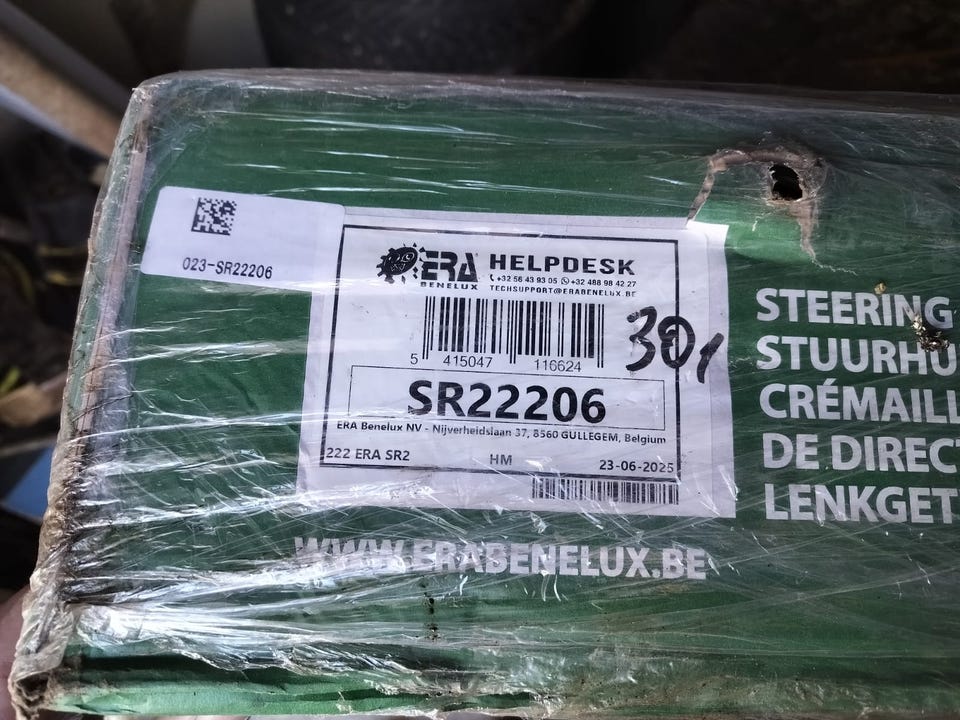 023-SR22206
ERA
BENELUX
HELPDESK
+32 56 43 93 05 +32 488 98 42 27
TECHSUPPORT@ERABENELUX.BE
5 415047 116624
301
SR22206
ERA Benelux NV - Nijverheidslaan 37, 8560 GULLEGEM, Belgium
222 ERA SR2 HM 23-06-2025
WWW.ERABENELUX.BE
STEERING
STUURHU
CRÉMAILL
DE DIRECT
LENKGET